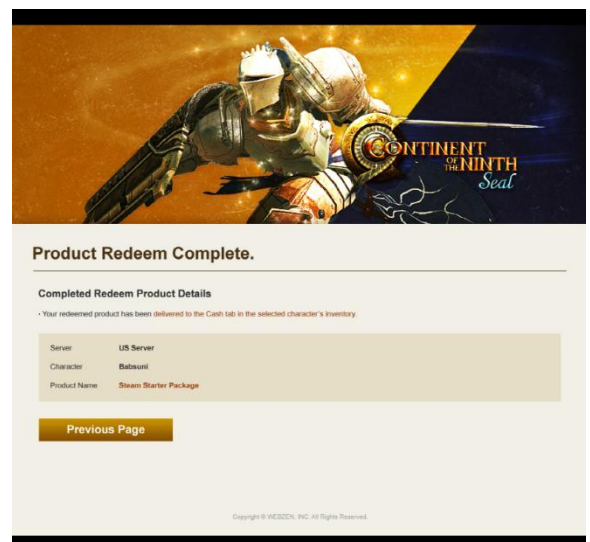 CONTINENT
OF
THE NINTH
Seal
Product Redeem Complete.
Completed Redeem Product Details
· Your redeemed product has been delivered to the Cash tab in the selected character's inventory.
Server US Server
Character Babsuni
Product Name Steam Starter Package
Previous Page
Copyright © WEBZEN, INC. All Rights Reserved.